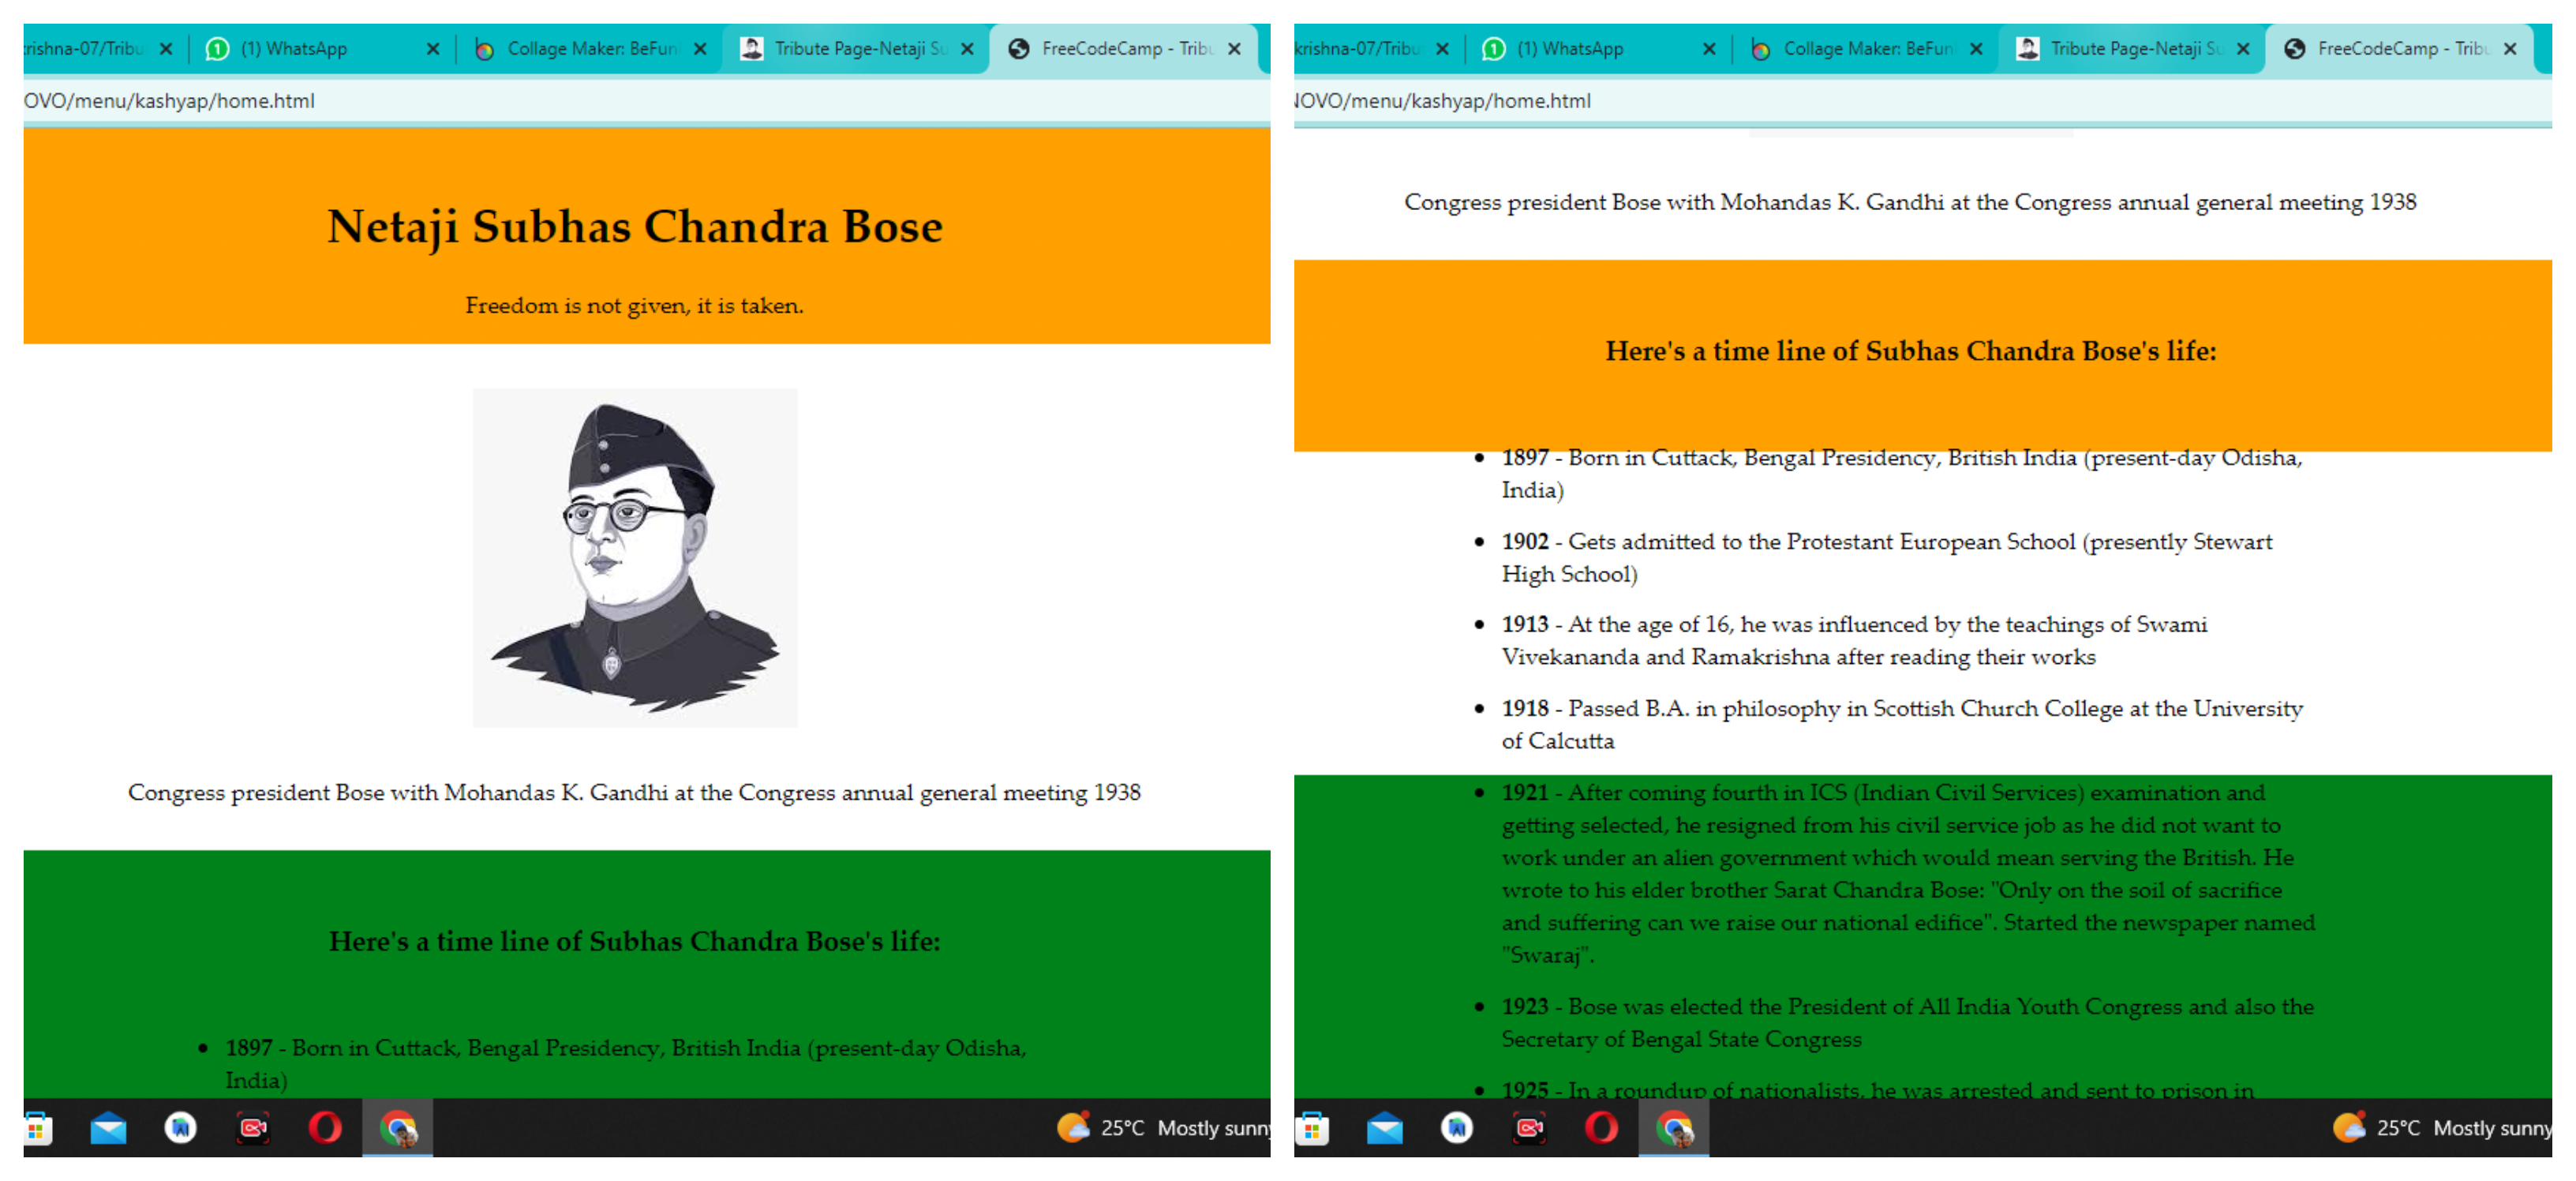 rishna-07/Tribu
(1) WhatsApp
Collage Maker: BeFun
Tribute Page-Netaji Su
FreeCodeCamp - Tribu
OVO/menu/kashyap/home.html
Netaji Subhas Chandra Bose
Freedom is not given, it is taken.
Congress president Bose with Mohandas K. Gandhi at the Congress annual general meeting 1938
Here's a time line of Subhas Chandra Bose's life:
1897 - Born in Cuttack, Bengal Presidency, British India (present-day Odisha,
India)
25°C Mostly sunny
krishna-07/Tribu
(1) WhatsApp
Collage Maker: BeFun
Tribute Page-Netaji Su
FreeCodeCamp - Tribu
NOVO/menu/kashyap/home.html
Congress president Bose with Mohandas K. Gandhi at the Congress annual general meeting 1938
Here's a time line of Subhas Chandra Bose's life:
1897 - Born in Cuttack, Bengal Presidency, British India (present-day Odisha,
India)
1902 - Gets admitted to the Protestant European School (presently Stewart
High School)
1913 - At the age of 16, he was influenced by the teachings of Swami
Vivekananda and Ramakrishna after reading their works
1918 - Passed B.A. in philosophy in Scottish Church College at the University
of Calcutta
1921 - After coming fourth in ICS (Indian Civil Services) examination and
getting selected, he resigned from his civil service job as he did not want to
work under an alien government which would mean serving the British. He
wrote to his elder brother Sarat Chandra Bose: "Only on the soil of sacrifice
and suffering can we raise our national edifice". Started the newspaper named
"Swaraj".
1923 - Bose was elected the President of All India Youth Congress and also the
Secretary of Bengal State Congress
1925 - In a roundup of nationalists, he was arrested and sent to prison in
25°C Mostly sunny